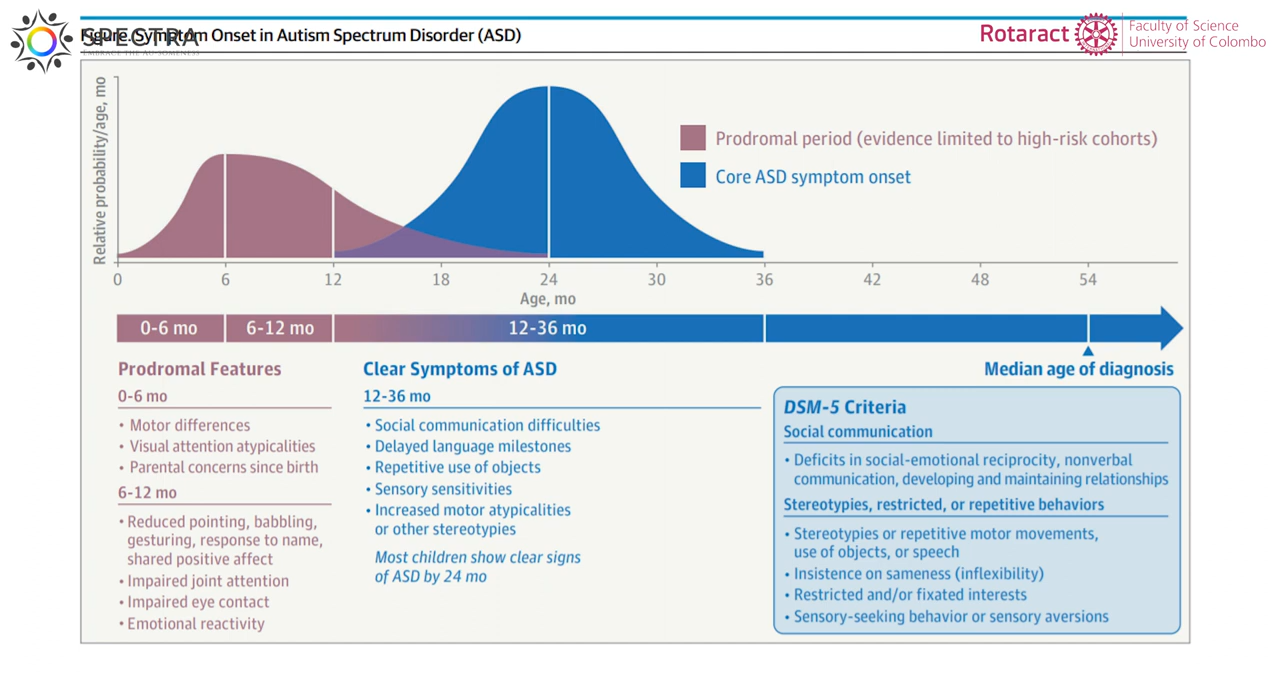 SPECTRA
EMBRACE THE AU-SOMENESS
Figure. Symptom Onset in Autism Spectrum Disorder (ASD)
Rotaract
Faculty of Science
University of Colombo
Relative probability/age, mo
Prodromal period (evidence limited to high-risk cohorts)
Core ASD symptom onset
0 6 12 18 24 30 36 42 48 54
Age, mo
0-6 mo 6-12 mo 12-36 mo
Median age of diagnosis
Prodromal Features
0-6 mo
• Motor differences
• Visual attention atypicalities
• Parental concerns since birth
6-12 mo
• Reduced pointing, babbling,
gesturing, response to name,
shared positive affect
• Impaired joint attention
• Impaired eye contact
• Emotional reactivity
Clear Symptoms of ASD
12-36 mo
• Social communication difficulties
• Delayed language milestones
• Repetitive use of objects
• Sensory sensitivities
• Increased motor atypicalities
or other stereotypies
Most children show clear signs
of ASD by 24 mo
DSM-5 Criteria
Social communication
• Deficits in social-emotional reciprocity, nonverbal
communication, developing and maintaining relationships
Stereotypies, restricted, or repetitive behaviors
• Stereotypies or repetitive motor movements,
use of objects, or speech
• Insistence on sameness (inflexibility)
• Restricted and/or fixated interests
• Sensory-seeking behavior or sensory aversions